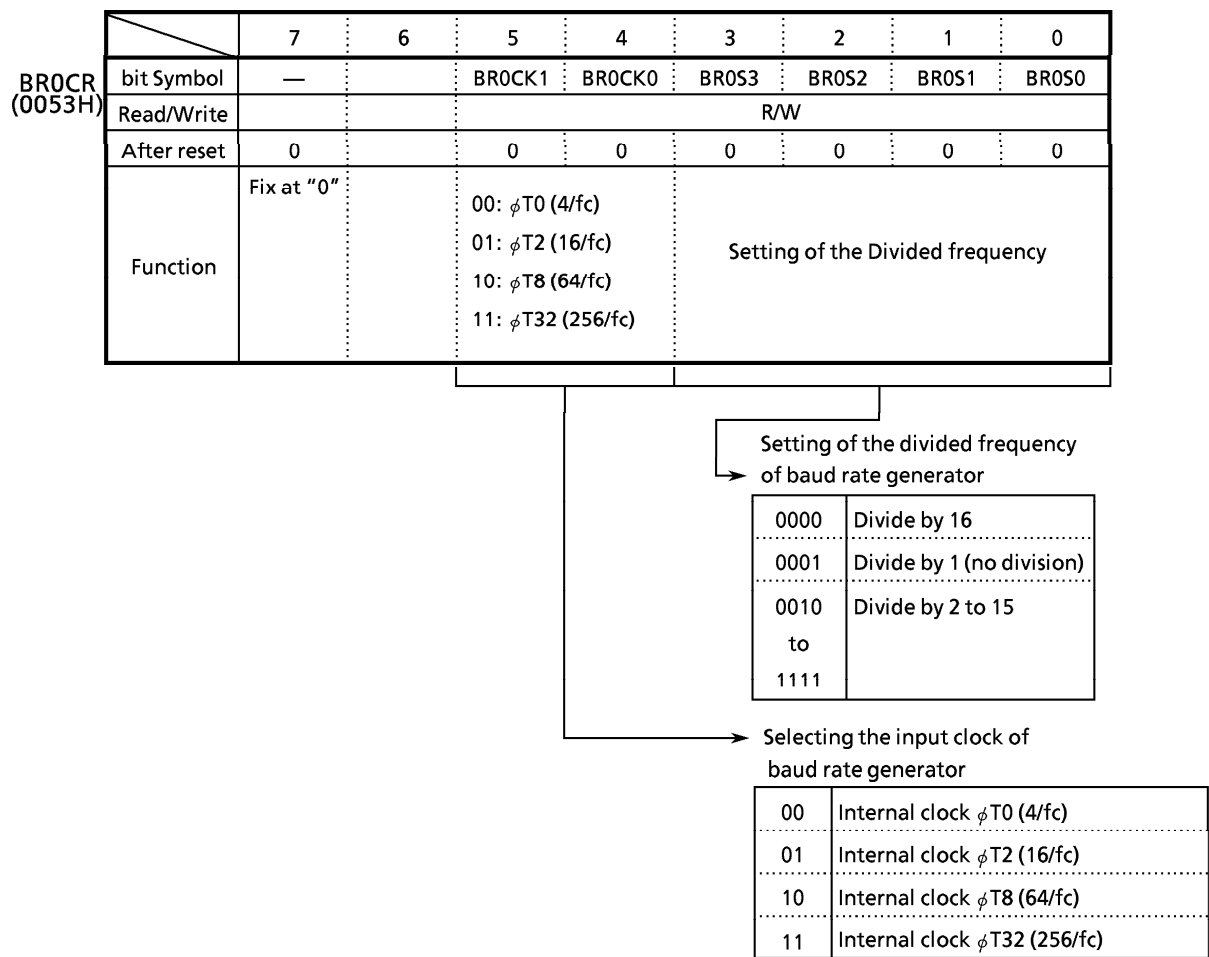 7 6 5 4 3 2 1 0
BR0CR
(0053H)
bit Symbol — BR0CK1 BR0CK0 BR0S3 BR0S2 BR0S1 BR0S0
Read/Write R/W
After reset 0 0 0 0 0 0 0
Function
Fix at "0"
00: φT0 (4/fc)
01: φT2 (16/fc)
10: φT8 (64/fc)
11: φT32 (256/fc)
Setting of the Divided frequency
Setting of the divided frequency
of baud rate generator
0000 Divide by 16
0001 Divide by 1 (no division)
0010 Divide by 2 to 15
to
1111
Selecting the input clock of
baud rate generator
00 Internal clock φT0 (4/fc)
01 Internal clock φT2 (16/fc)
10 Internal clock φT8 (64/fc)
11 Internal clock φT32 (256/fc)